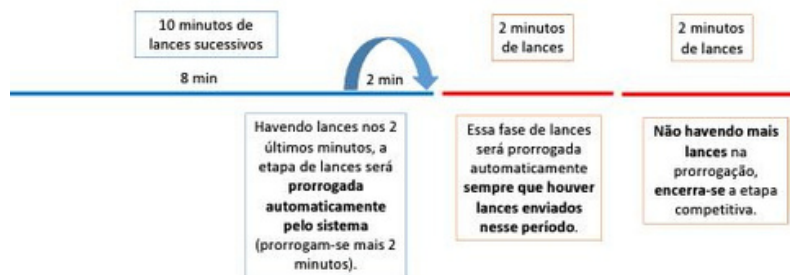 10 minutos de
lances sucessivos
2 minutos
de lances
2 minutos
de lances
8 min
2 min
Havendo lances nos 2
últimos minutos, a
etapa de lances será
prorrogada
automaticamente
pelo sistema
(prorrogam-se mais 2
minutos).
Essa fase de lances
será prorrogada
automaticamente
sempre que houver
lances enviados
nesse período.
Não havendo mais
lances na
prorrogação,
encerra-se a etapa
competitiva.